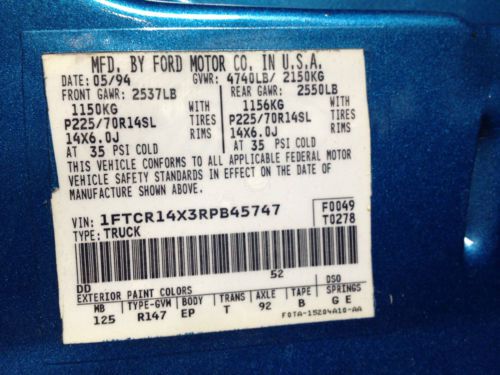 MFD. BY FORD MOTOR CO. IN U.S.A.
DATE: 05/94 GVWR: 4740LB/ 2150KG
FRONT GAWR: 2537LB REAR GAWR: 2550LB
1150KG WITH 1156KG WITH
P225/70R14SL TIRES P225/70R14SL TIRES
14X6.0J RIMS 14X6.0J RIMS
AT 35 PSI COLD AT 35 PSI COLD
THIS VEHICLE CONFORMS TO ALL APPLICABLE FEDERAL MOTOR
VEHICLE SAFETY STANDARDS IN EFFECT ON THE DATE OF
MANUFACTURE SHOWN ABOVE.
VIN: 1FTCR14X3RPB45747 F0049
TYPE: TRUCK T0278
52
DD
EXTERIOR PAINT COLORS DSO
WB TYPE-GVM BODY TRANS AXLE TAPE SPRINGS
125 R147 EP T 92 B G E
F0TA-15204A10-AA